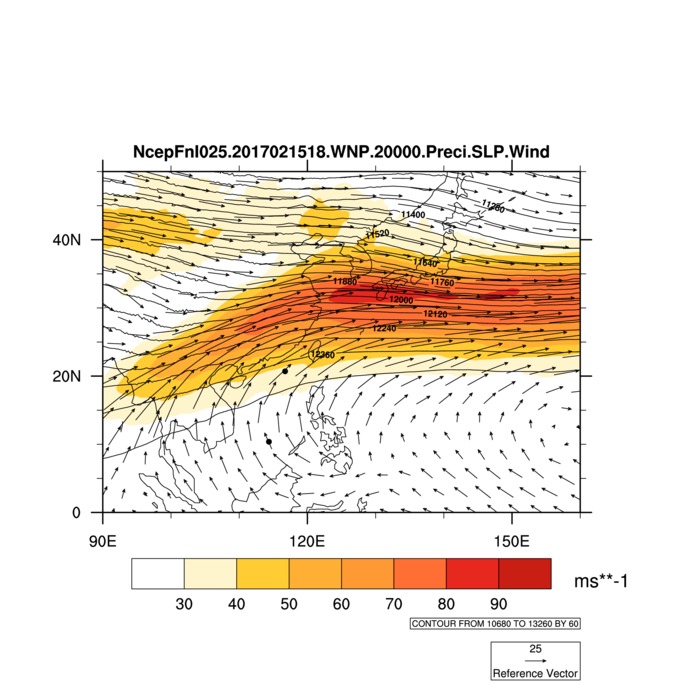 NcepFnl025.2017021518.WNP.20000.Preci.SLP.Wind
11280
11400
11520
40N
11640
11880
11760
12000
12120
12240
12360
20N
0
90E
120E
150E
ms**-1
30
40
50
60
70
80
90
CONTOUR FROM 10680 TO 13260 BY 60
25
Reference Vector